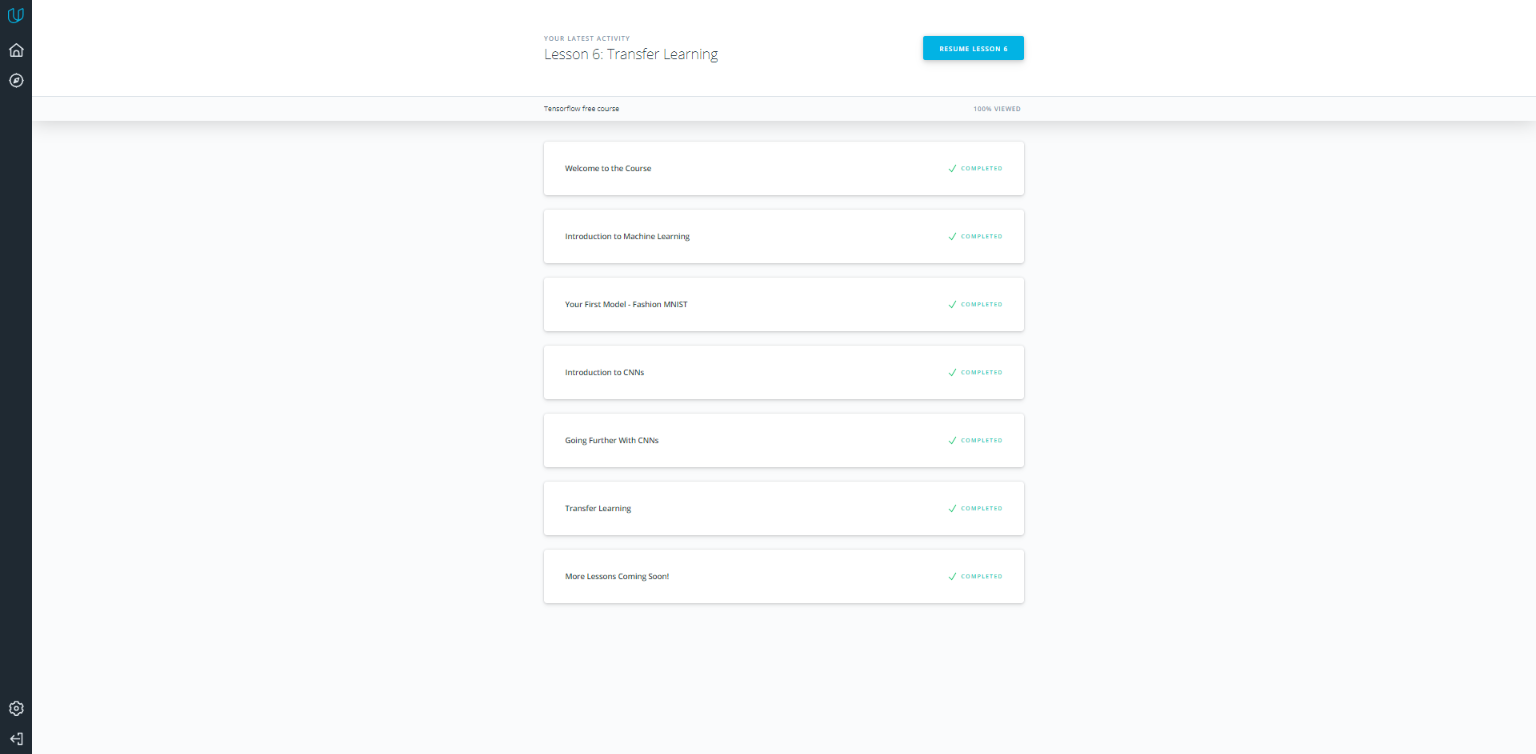 YOUR LATEST ACTIVITY
Lesson 6: Transfer Learning
RESUME LESSON 6
Tensorflow free course
100% VIEWED
Welcome to the Course
COMPLETED
Introduction to Machine Learning
COMPLETED
Your First Model - Fashion MNIST
COMPLETED
Introduction to CNNs
COMPLETED
Going Further With CNNs
COMPLETED
Transfer Learning
COMPLETED
More Lessons Coming Soon!
COMPLETED